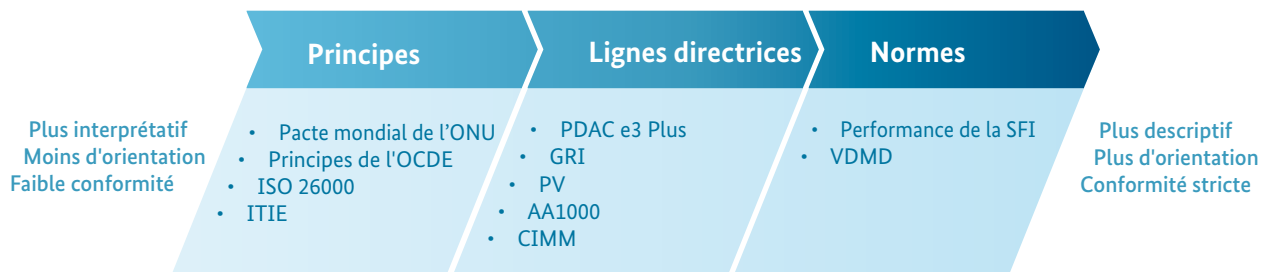 Principes
Lignes directrices
Normes
Plus interprétatif
Moins d'orientation
Faible conformité
• Pacte mondial de l’ONU
• Principes de l'OCDE
• ISO 26000
• ITIE
• PDAC e3 Plus
• GRI
• PV
• AA1000
• CIMM
• Performance de la SFI
• VDMD
Plus descriptif
Plus d'orientation
Conformité stricte